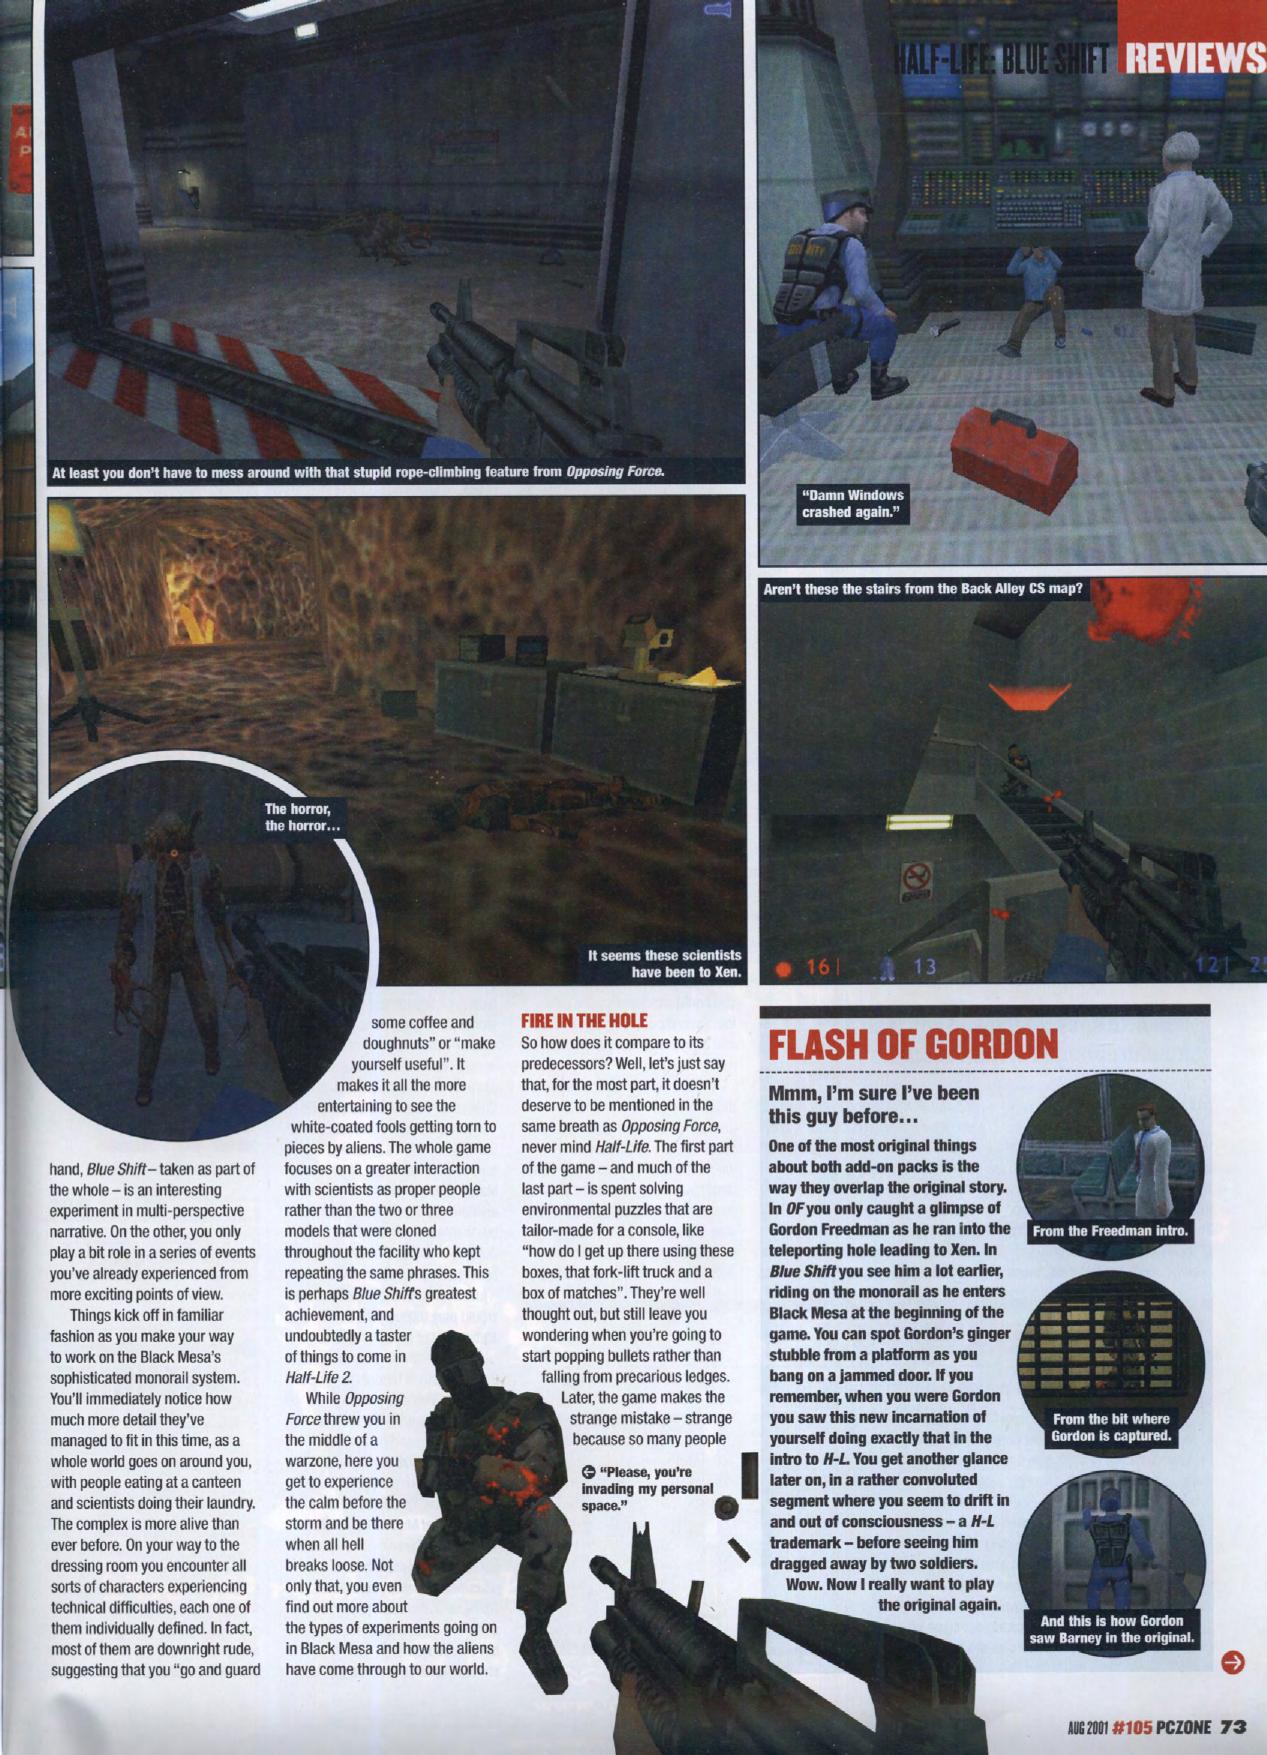 HALF-LIFE: BLUE SHIFT REVIEWS
At least you don't have to mess around with that stupid rope-climbing feature from Opposing Force.
"Damn Windows
crashed again."
Aren't these the stairs from the Back Alley CS map?
The horror,
the horror...
It seems these scientists
have been to Xen.
16
13
hand, Blue Shift – taken as part of
the whole – is an interesting
experiment in multi-perspective
narrative. On the other, you only
play a bit role in a series of events
you've already experienced from
more exciting points of view.
Things kick off in familiar
fashion as you make your way
to work on the Black Mesa's
sophisticated monorail system.
You'll immediately notice how
much more detail they've
managed to fit in this time, as a
whole world goes on around you,
with people eating at a canteen
and scientists doing their laundry.
The complex is more alive than
ever before. On your way to the
dressing room you encounter all
sorts of characters experiencing
technical difficulties, each one of
them individually defined. In fact,
most of them are downright rude,
suggesting that you "go and guard
some coffee and
doughnuts" or "make
yourself useful". It
makes it all the more
entertaining to see the
white-coated fools getting torn to
pieces by aliens. The whole game
focuses on a greater interaction
with scientists as proper people
rather than the two or three
models that were cloned
throughout the facility who kept
repeating the same phrases. This
is perhaps Blue Shift's greatest
achievement, and
undoubtedly a taster
of things to come in
Half-Life 2.
While Opposing
Force threw you in
the middle of a
warzone, here you
get to experience
the calm before the
storm and be there
when all hell
breaks loose. Not
only that, you even
find out more about
the types of experiments going on
in Black Mesa and how the aliens
have come through to our world.
FIRE IN THE HOLE
So how does it compare to its
predecessors? Well, let's just say
that, for the most part, it doesn't
deserve to be mentioned in the
same breath as Opposing Force,
never mind Half-Life. The first part
of the game – and much of the
last part – is spent solving
environmental puzzles that are
tailor-made for a console, like
"how do I get up there using these
boxes, that fork-lift truck and a
box of matches". They're well
thought out, but still leave you
wondering when you're going to
start popping bullets rather than
falling from precarious ledges.
Later, the game makes the
strange mistake – strange
because so many people
"Please, you're
invading my personal
space."
FLASH OF GORDON
Mmm, I'm sure I've been
this guy before...
One of the most original things
about both add-on packs is the
way they overlap the original story.
In OF you only caught a glimpse of
Gordon Freedman as he ran into the
teleporting hole leading to Xen. In
Blue Shift you see him a lot earlier,
riding on the monorail as he enters
Black Mesa at the beginning of the
game. You can spot Gordon's ginger
stubble from a platform as you
bang on a jammed door. If you
remember, when you were Gordon
you saw this new incarnation of
yourself doing exactly that in the
intro to H-L. You get another glance
later on, in a rather convoluted
segment where you seem to drift in
and out of consciousness – a H-L
trademark – before seeing him
dragged away by two soldiers.
Wow. Now I really want to play
the original again.
From the Freedman intro.
From the bit where
Gordon is captured.
And this is how Gordon
saw Barney in the original.
AUG 2001 #105 PCZONE 73